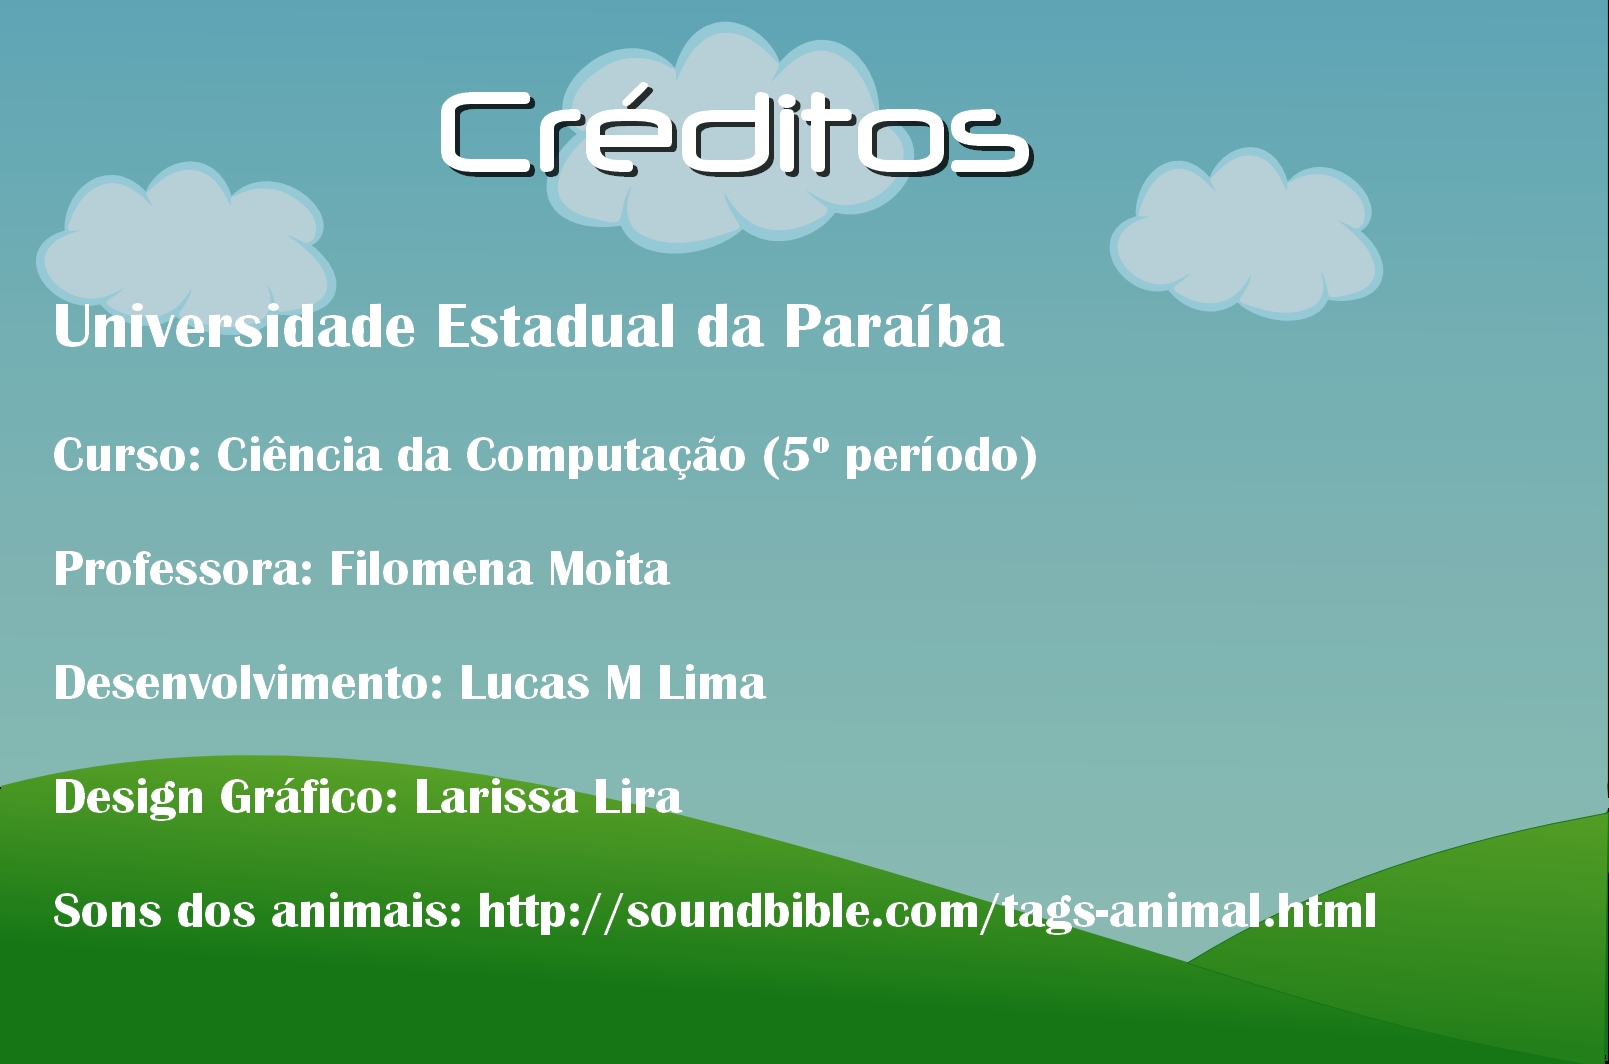 Créditos
Universidade Estadual da Paraíba
Curso: Ciência da Computação (5º período)
Professora: Filomena Moita
Desenvolvimento: Lucas M Lima
Design Gráfico: Larissa Lira
Sons dos animais: http://soundbible.com/tags-animal.html